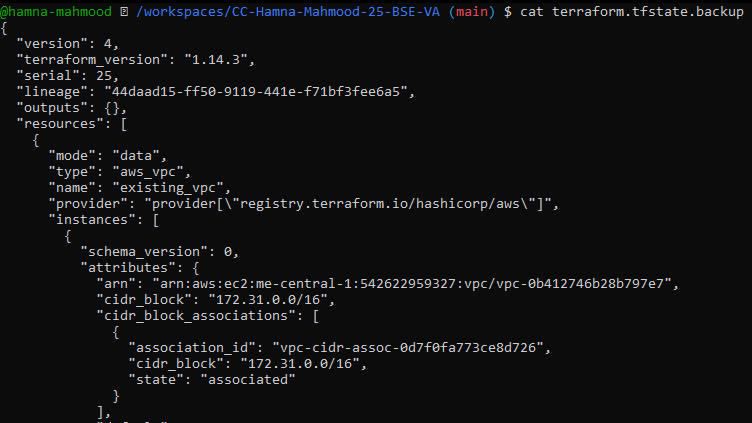 @hamna-mahmood /workspaces/CC-Hamna-Mahmood-25-BSE-VA (main) $ cat terraform.tfstate.backup
{
  "version": 4,
  "terraform_version": "1.14.3",
  "serial": 25,
  "lineage": "44daad15-ff50-9119-441e-f71bf3fee6a5",
  "outputs": {},
  "resources": [
    {
      "mode": "data",
      "type": "aws_vpc",
      "name": "existing_vpc",
      "provider": "provider[\"registry.terraform.io/hashicorp/aws\"]",
      "instances": [
        {
          "schema_version": 0,
          "attributes": {
            "arn": "arn:aws:ec2:me-central-1:542622959327:vpc/vpc-0b412746b28b797e7",
            "cidr_block": "172.31.0.0/16",
            "cidr_block_associations": [
              {
                "association_id": "vpc-cidr-assoc-0d7f0fa773ce8d726",
                "cidr_block": "172.31.0.0/16",
                "state": "associated"
              }
            ],